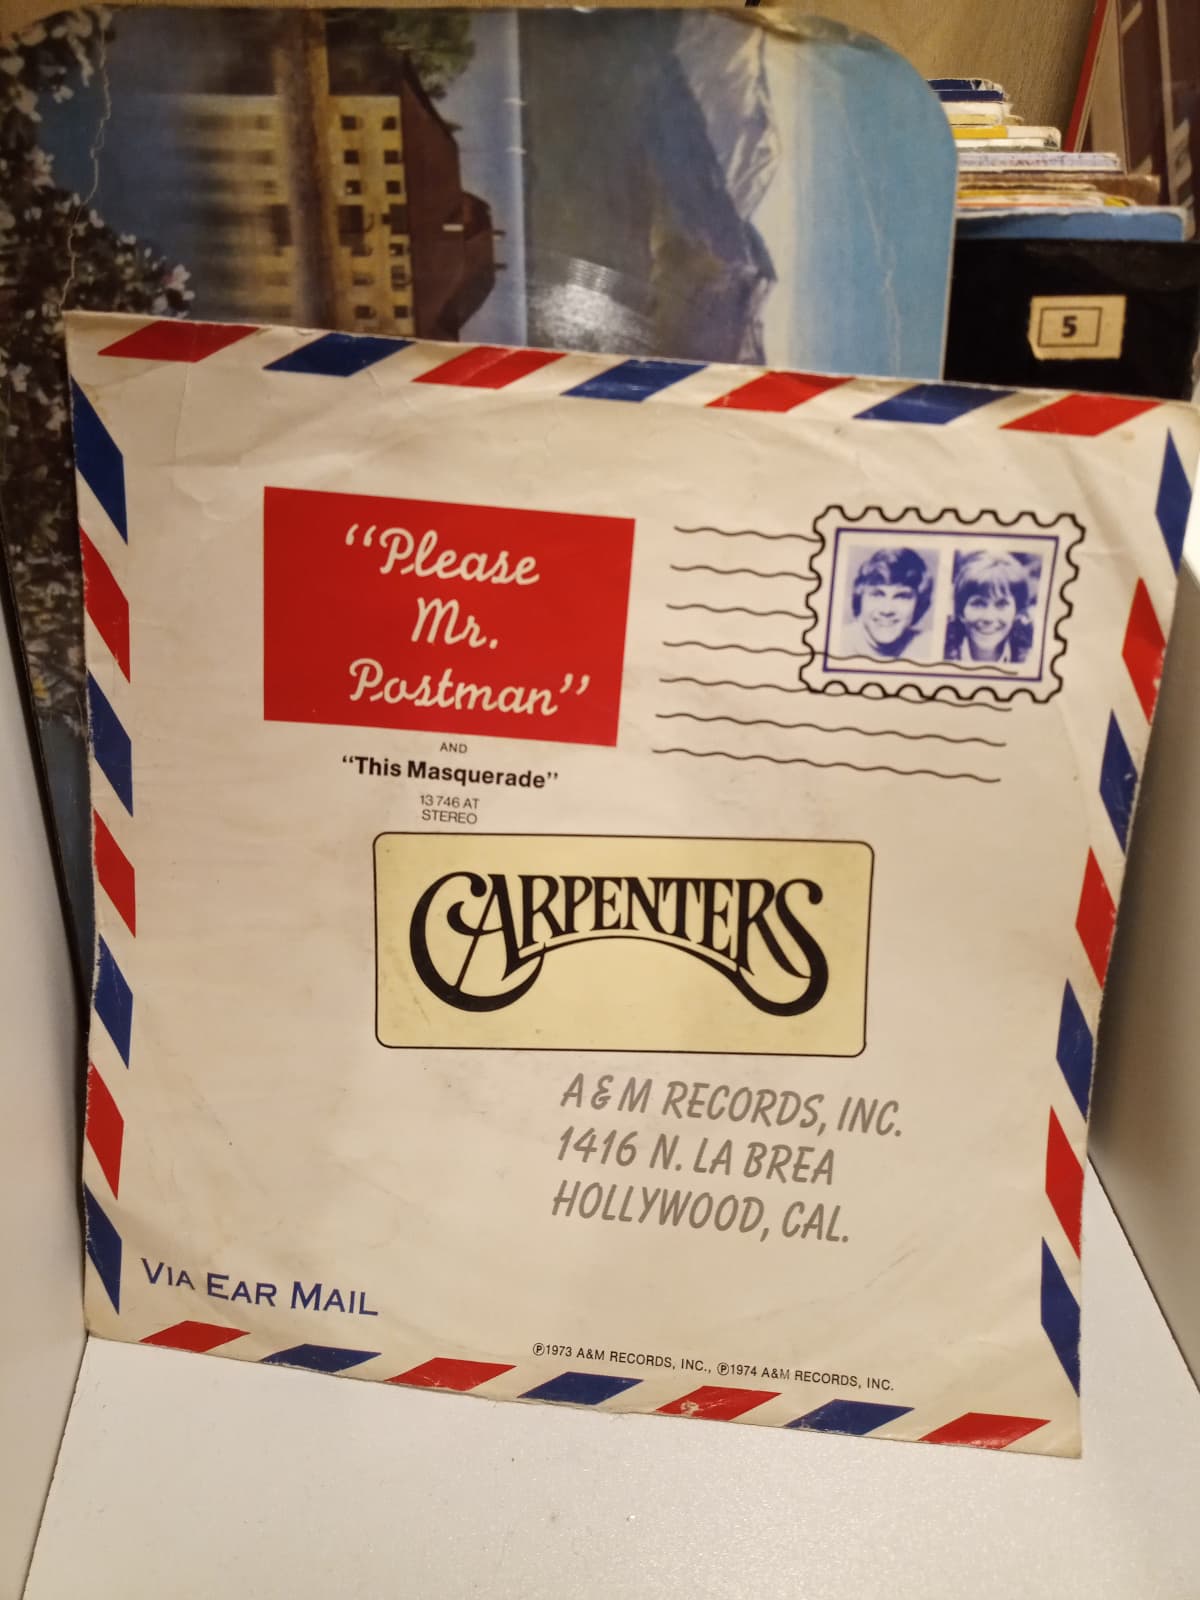 5
“Please
Mr.
Postman”
AND
“This Masquerade”
13 746 AT
STEREO
CARPENTERS
A & M RECORDS, INC.
1416 N. LA BREA
HOLLYWOOD, CAL.
VIA EAR MAIL
℗1973 A&M RECORDS, INC., ℗1974 A&M RECORDS, INC.